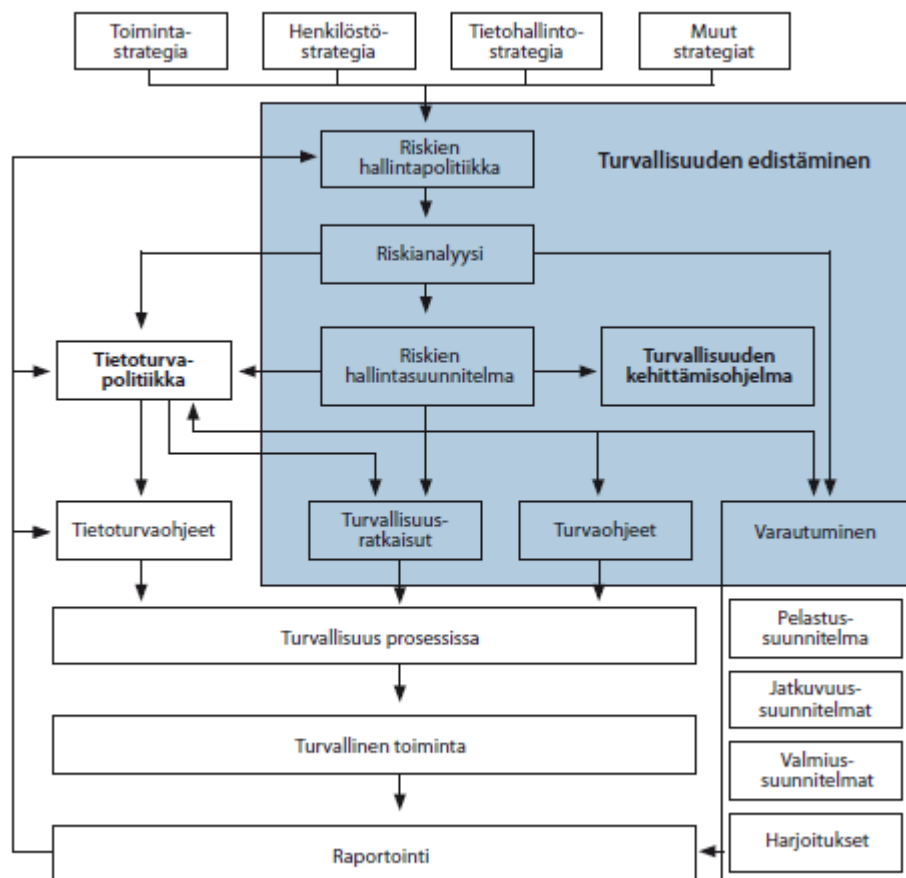 Toiminta-
strategia
Henkilöstö-
strategia
Tietohallinto-
strategia
Muut
strategiat
Riskien
hallintapolitiikka
Turvallisuuden edistäminen
Riskianalyysi
Tietoturva-
politiikka
Riskien
hallintasuunnitelma
Turvallisuuden
kehittämisohjelma
Tietoturvaohjeet
Turvallisuus-
ratkaisut
Turvaohjeet
Varautuminen
Turvallisuus prosessissa
Pelastus-
suunnitelma
Jatkuvuus-
suunnitelmat
Turvallinen toiminta
Valmius-
suunnitelmat
Raportointi
Harjoitukset